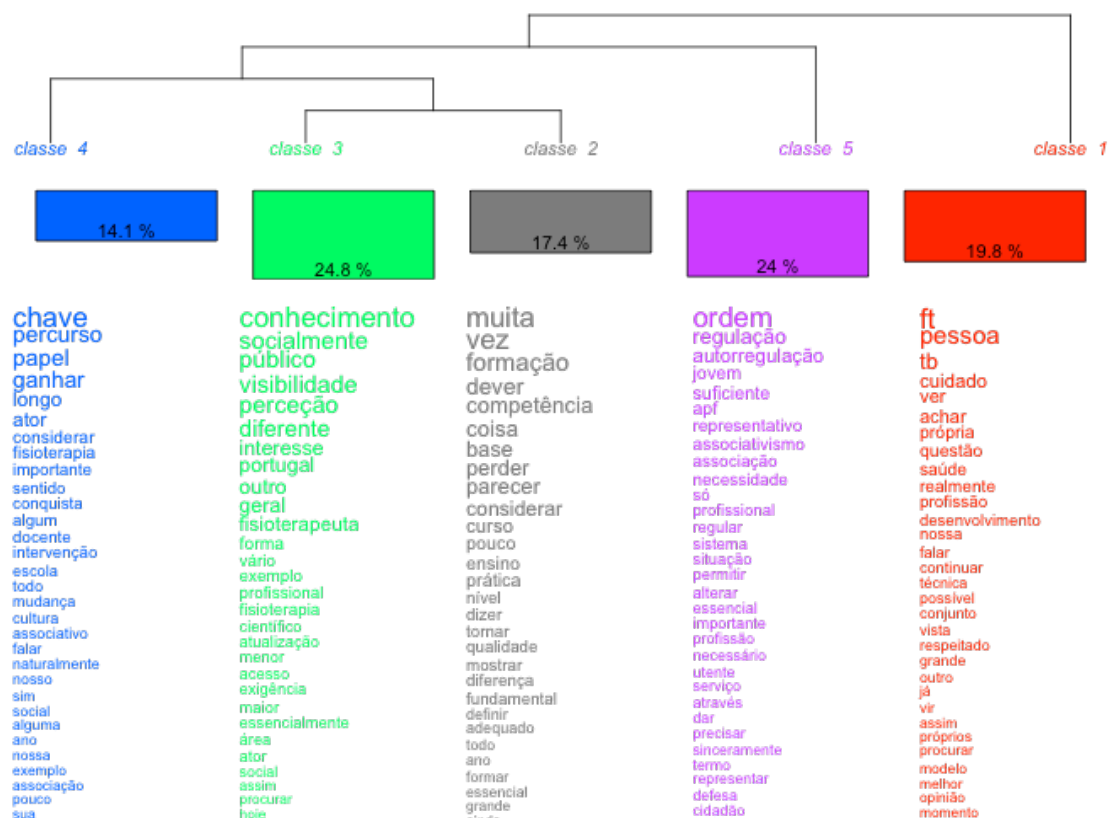 classe 4
classe 3
classe 2
classe 5
classe 1
14.1 %
24.8 %
17.4 %
24 %
19.8 %
chave
percurso
papel
ganhar
longo
ator
considerar
fisioterapia
importante
sentido
conquista
algum
docente
intervenção
escola
todo
mudança
cultura
associativo
falar
naturalmente
nosso
sim
social
alguma
ano
nossa
exemplo
associação
pouco
sua
conhecimento
socialmente
público
visibilidade
perceção
diferente
interesse
portugal
outro
geral
fisioterapeuta
forma
vário
exemplo
profissional
fisioterapia
científico
atualização
menor
acesso
exigência
maior
essencialmente
área
ator
social
assim
procurar
hoje
muita
vez
formação
dever
competência
coisa
base
perder
parecer
considerar
curso
pouco
ensino
prática
nível
dizer
tornar
qualidade
mostrar
diferença
fundamental
definir
adequado
todo
ano
formar
essencial
grande
ordem
regulação
autorregulação
jovem
suficiente
apf
representativo
associativismo
associação
necessidade
só
profissional
regular
sistema
situação
permitir
alterar
essencial
importante
profissão
necessário
utente
serviço
através
dar
precisar
sinceramente
termo
representar
defesa
cidadão
ft
pessoa
tb
cuidado
ver
achar
própria
questão
saúde
realmente
profissão
desenvolvimento
nossa
falar
continuar
técnica
possível
conjunto
vista
respeitado
grande
outro
já
vir
assim
próprios
procurar
modelo
melhor
opinião
momento